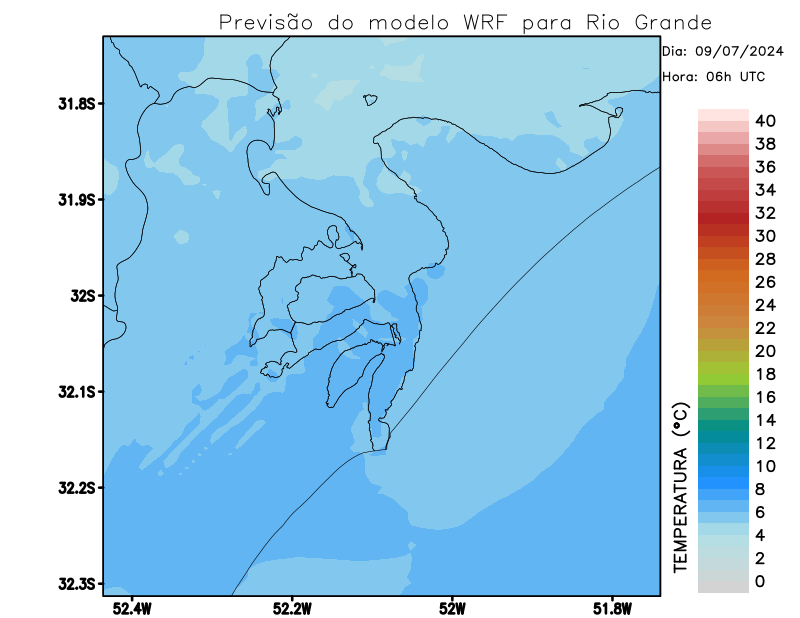 Previsão do modelo WRF para Rio Grande
Dia: 09/07/2024
Hora: 06h UTC
31.8S
31.9S
32S
32.1S
32.2S
32.3S
52.4W
52.2W
52W
51.8W
TEMPERATURA (°C)
40
38
36
34
32
30
28
26
24
22
20
18
16
14
12
10
8
6
4
2
0